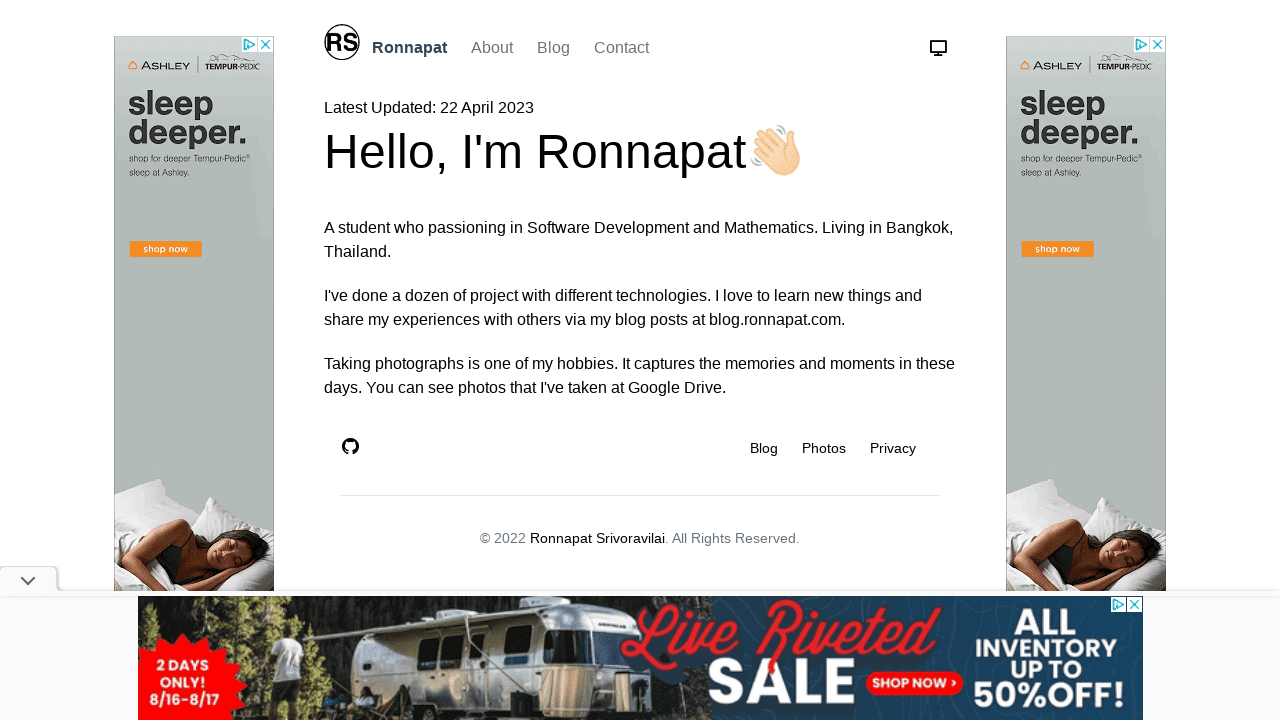 RS Ronnapat About Blog Contact
Latest Updated: 22 April 2023
Hello, I'm Ronnapat
A student who passioning in Software Development and Mathematics. Living in Bangkok,
Thailand.
I've done a dozen of project with different technologies. I love to learn new things and
share my experiences with others via my blog posts at blog.ronnapat.com.
Taking photographs is one of my hobbies. It captures the memories and moments in these
days. You can see photos that I've taken at Google Drive.
Blog Photos Privacy
© 2022 Ronnapat Srivoravilai. All Rights Reserved.
ASHLEY | TEMPUR-PEDIC
sleep
deeper.
shop for deeper Tempur-Pedic®
sleep at Ashley.
shop now
ASHLEY | TEMPUR-PEDIC
sleep
deeper.
shop for deeper Tempur-Pedic®
sleep at Ashley.
shop now
2 DAYS
ONLY!
8/16-8/17
Live Riveted
SALE
SHOP NOW >
ALL
INVENTORY
UP TO
50%OFF!